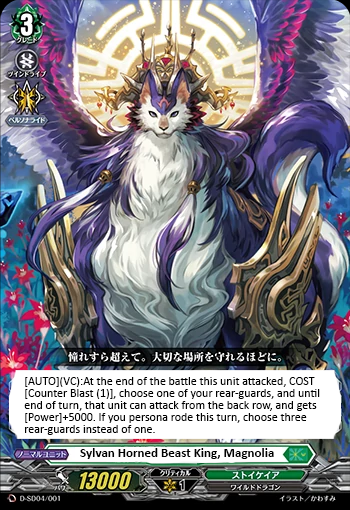 3
グレード
ツインドライブ
ペルソナライド
憧れすら超えて。大切な場所を守れるほどに。
[AUTO](VC):At the end of the battle this unit attacked, COST
[Counter Blast (1)], choose one of your rear-guards, and until
end of turn, that unit can attack from the back row, and gets
[Power]+5000. If you persona rode this turn, choose three
rear-guards instead of one.
ノーマルユニット
Sylvan Horned Beast King, Magnolia
パワー 13000
クリティカル
1
ストイケイア
ワイルドドラゴン
D-SD04/001
イラスト/かわすみ